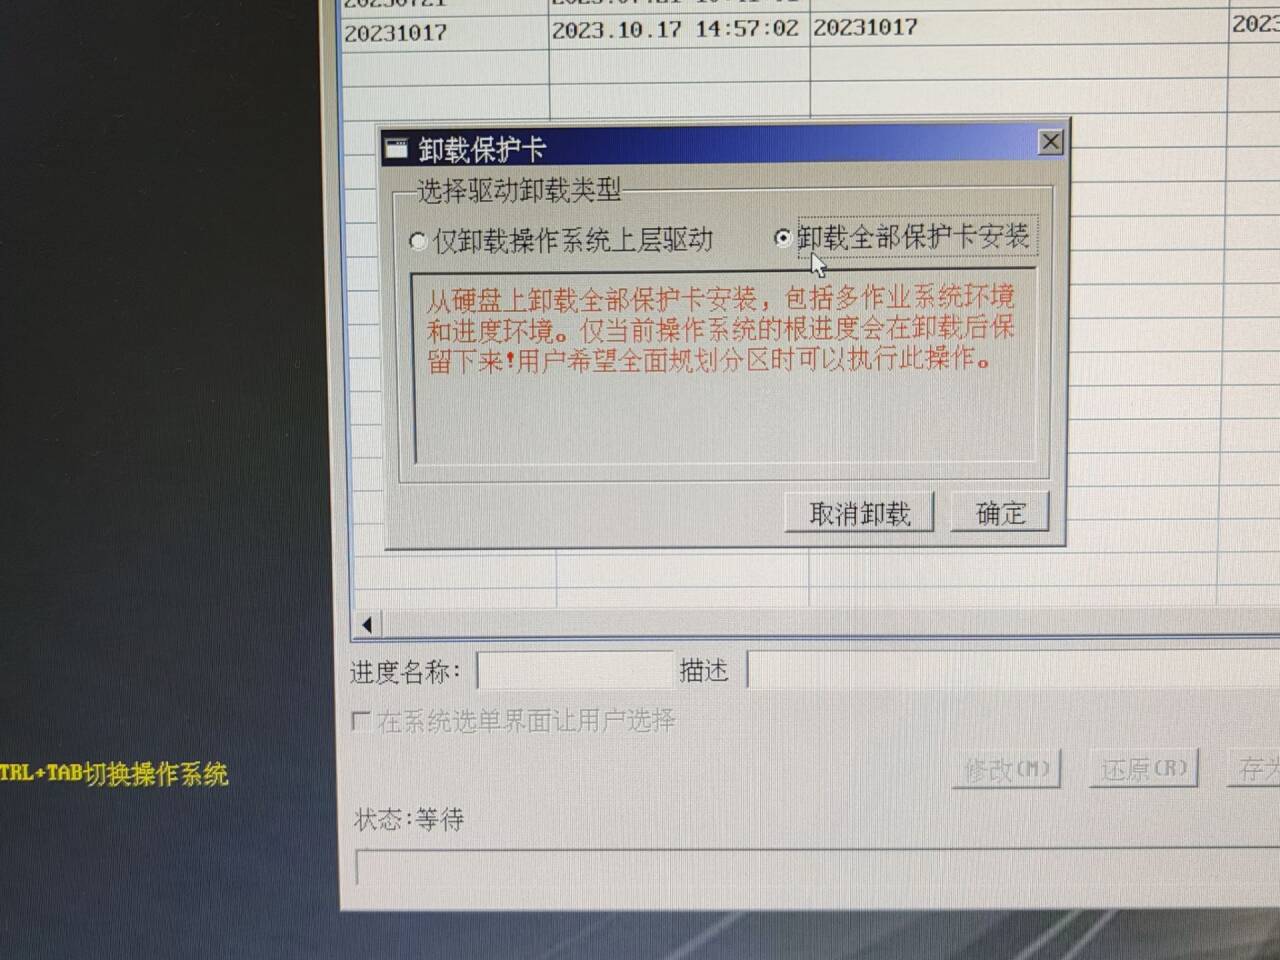 20231017 2023.10.17 14:57:02 20231017 2023
卸载保护卡
选择驱动卸载类型
仅卸载操作系统上层驱动 卸载全部保护卡安装
从硬盘上卸载全部保护卡安装，包括多作业系统环境
和进度环境。仅当前操作系统的根进度会在卸载后保
留下来!用户希望全面规划分区时可以执行此操作。
取消卸载 确定
进度名称: 描述
在系统选单界面让用户选择
TRL+TAB切换操作系统
修改(M) 还原(R) 存为
状态:等待